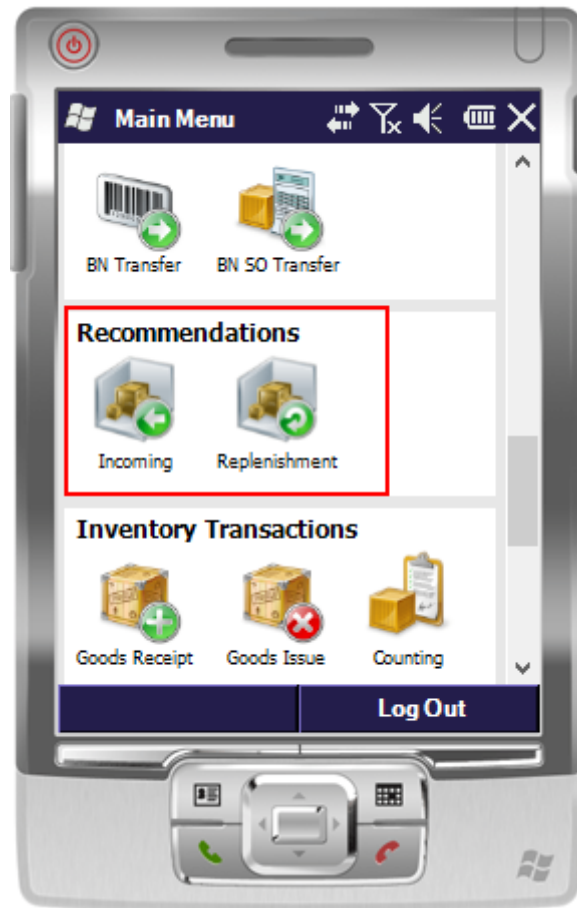 Main Menu
BN Transfer BN SO Transfer
Recommendations
Incoming Replenishment
Inventory Transactions
Goods Receipt Goods Issue Counting
Log Out